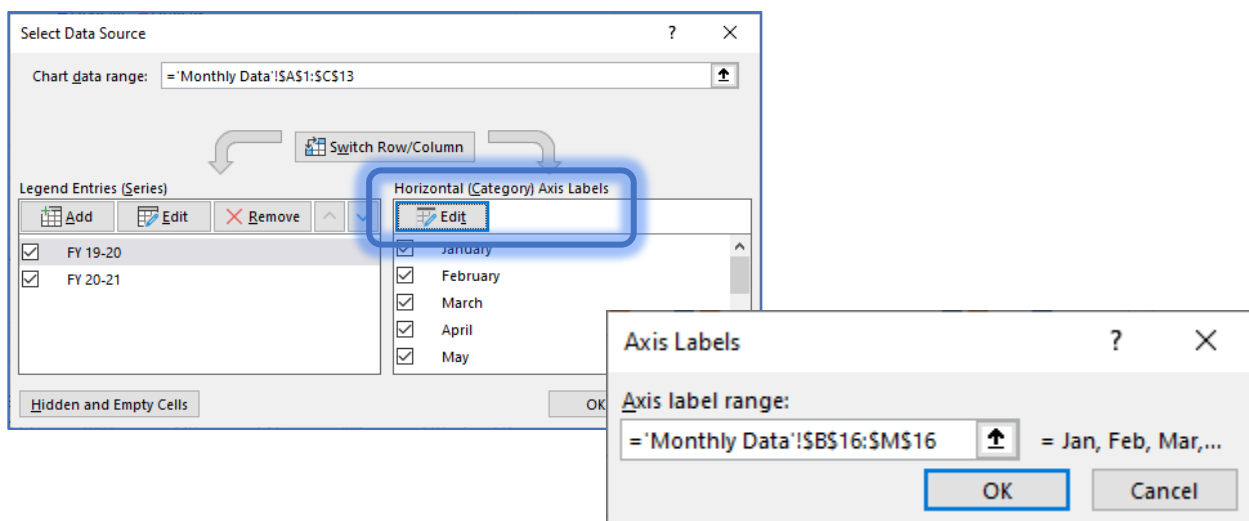 Select Data Source ? ×
Chart data range: ='Monthly Data'!$A$1:$C$13
Switch Row/Column
Legend Entries (Series)
Add Edit Remove
FY 19-20
FY 20-21
Horizontal (Category) Axis Labels
Edit
January
February
March
April
May
Hidden and Empty Cells
OK
Axis Labels ? ×
Axis label range:
='Monthly Data'!$B$16:$M$16 = Jan, Feb, Mar,...
OK Cancel